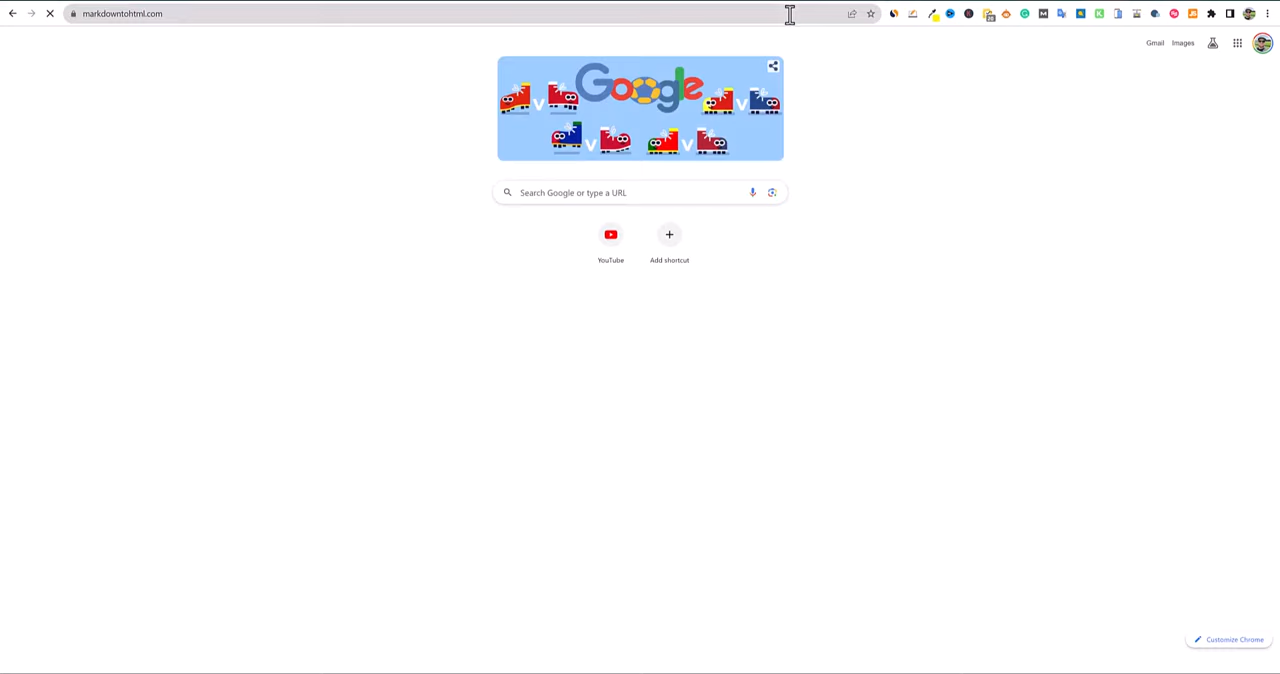 markdowntohtml.com
Gmail Images
Google
V V
V V
Search Google or type a URL
YouTube Add shortcut
Customize Chrome